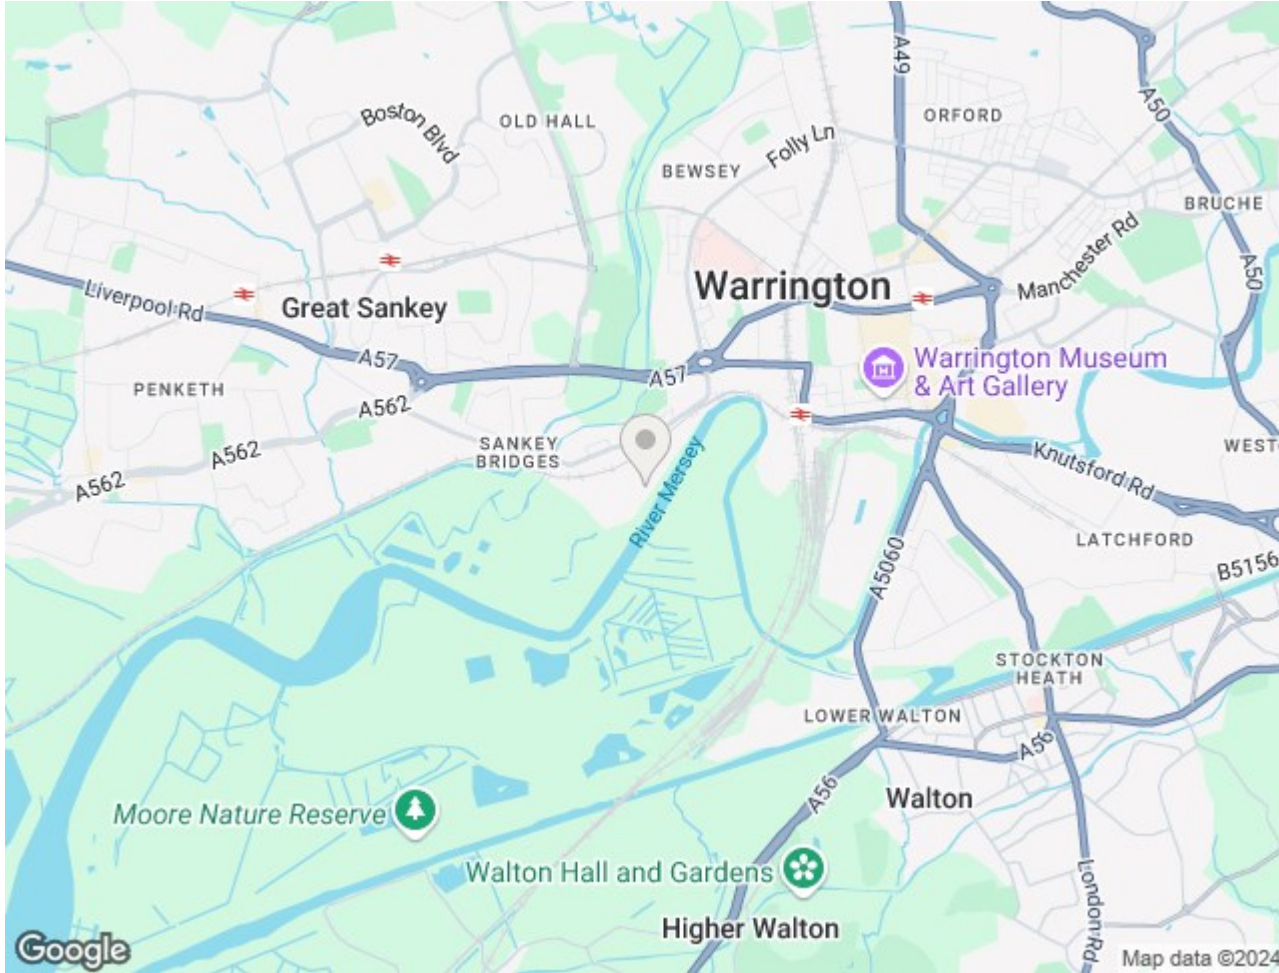 A49
A50
ORFORD
Boston Blvd
OLD HALL
Folly Ln
BEWSEY
BRUCHE
Manchester Rd
A50
Warrington
Liverpool Rd
Great Sankey
A57
Warrington Museum
& Art Gallery
A57
PENKETH
A562
SANKEY
BRIDGES
A562
A562
River Mersey
Knutsford Rd
WEST
LATCHFORD
A5060
B5156
STOCKTON
HEATH
LOWER WALTON
A56
A56
Walton
Moore Nature Reserve
Walton Hall and Gardens
London Rd
Higher Walton
Google
Map data ©2024